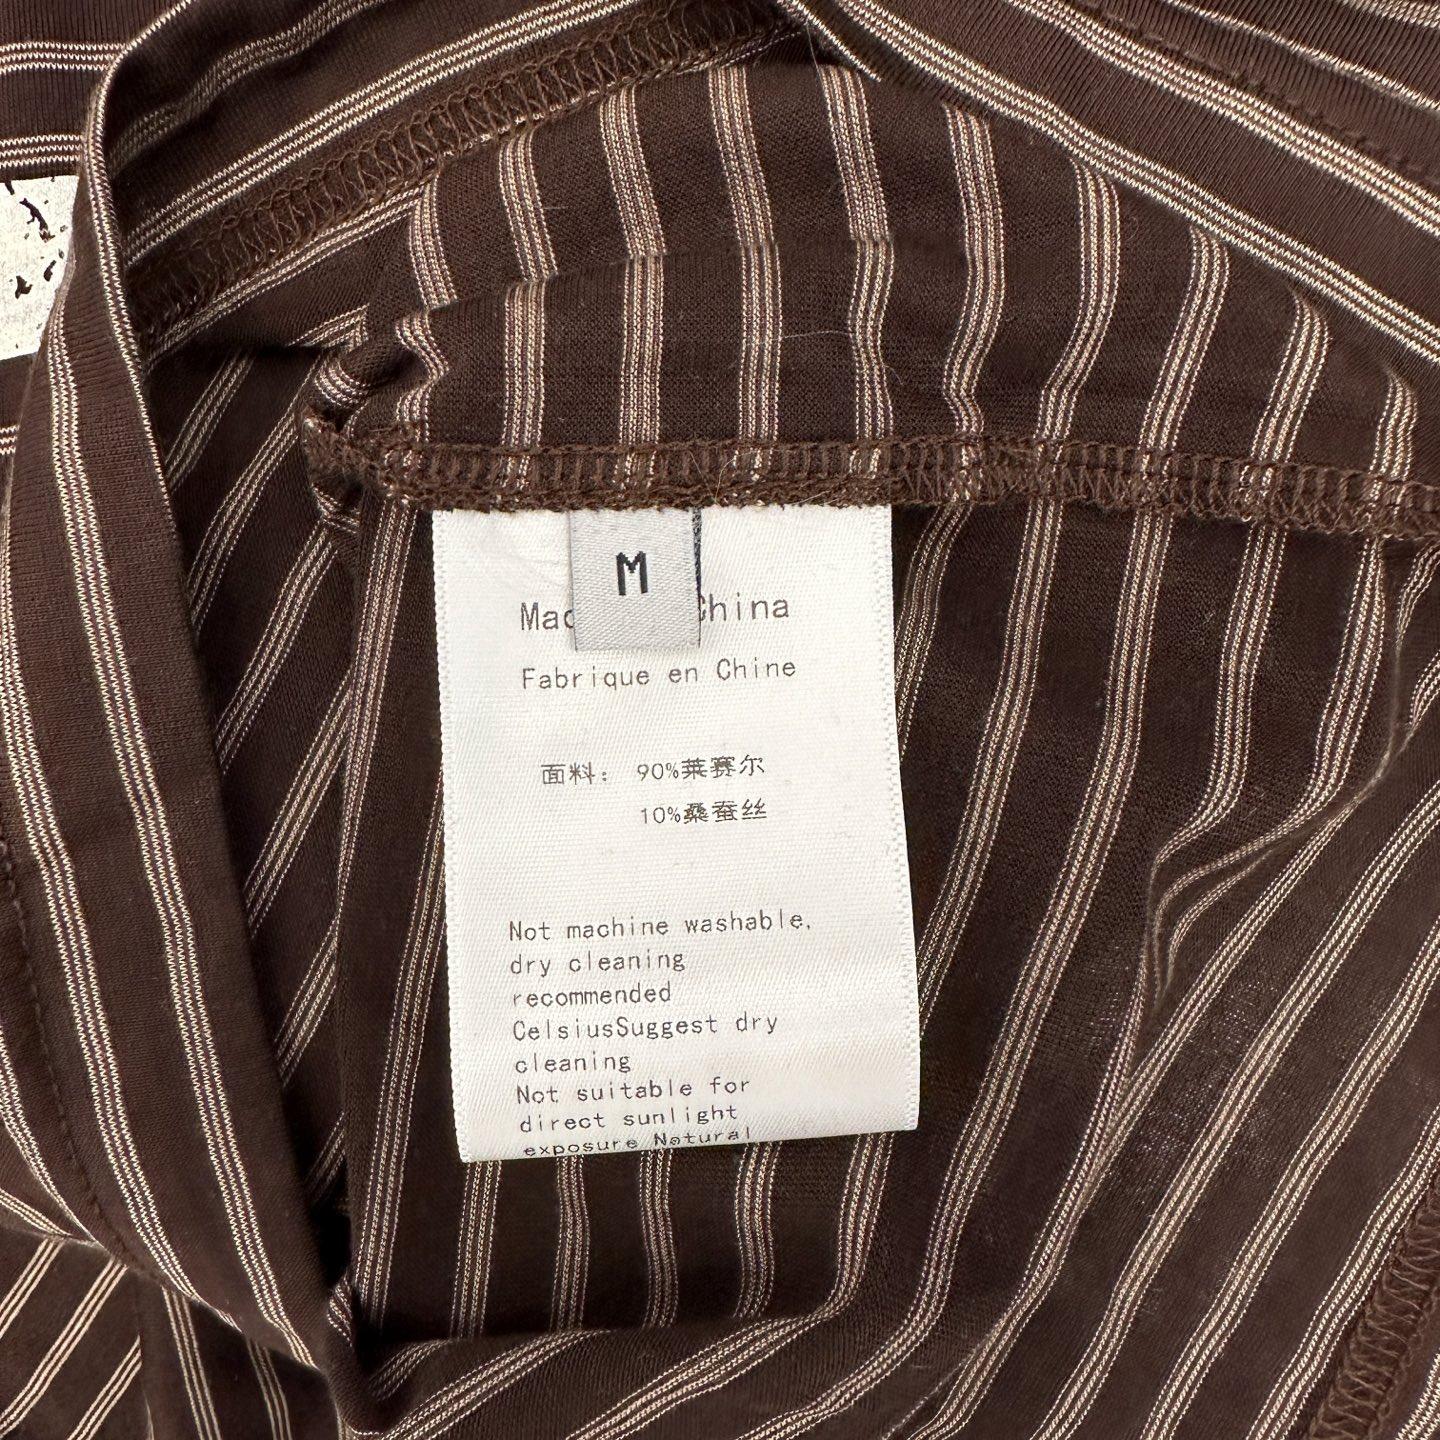 M
Mad China
Fabrique en Chine
面料： 90%莱赛尔
10%桑蚕丝
Not machine washable,
dry cleaning
recommended
CelsiusSuggest dry
cleaning
Not suitable for
direct sunlight
exposure Natural